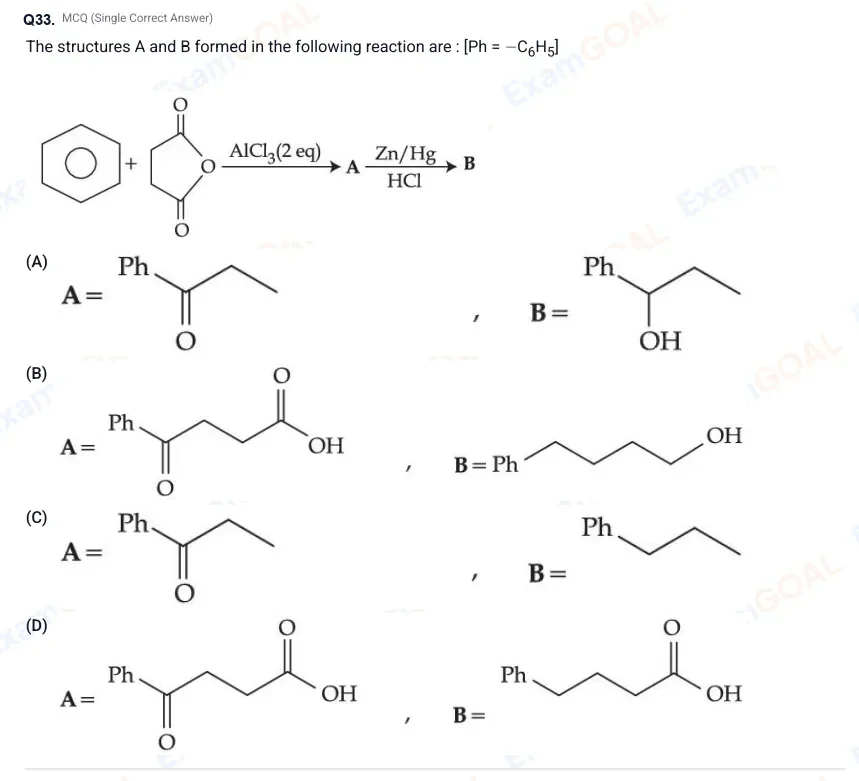 Q33. MCQ (Single Correct Answer)
The structures A and B formed in the following reaction are : [Ph = −C₆H₅]
O
+ O AlCl₃(2 eq) A Zn/Hg B
HCl
O
(A)
A = Ph O , B = Ph OH
(B)
A = Ph O O OH , B = Ph OH
(C)
A = Ph O , B = Ph
(D)
A = Ph O O OH , B = Ph O OH
ExamGOAL